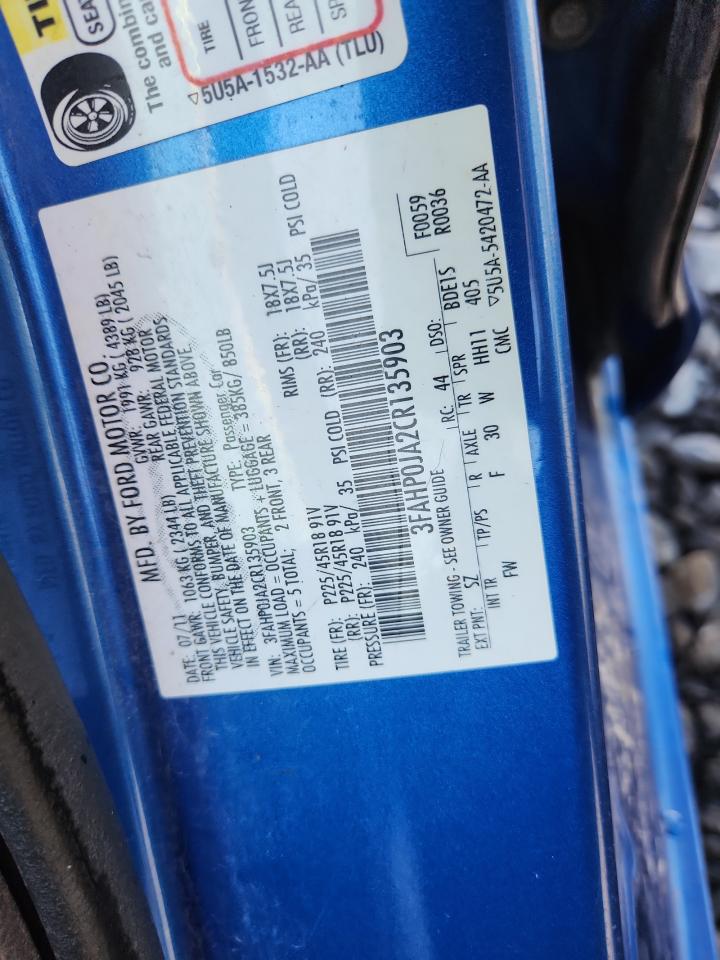 TI
SEA
The combin
and ca
TIRE
FRON
REA
SP
▽5U5A-1532-AA (TLU)
MFD. BY FORD MOTOR CO.
DATE: 07/11 GVWR: 1991 KG ( 4389 LB)
FRONT GAWR: 1063 KG ( 2344 LB) REAR GAWR: 928 KG ( 2045 LB)
THIS VEHICLE CONFORMS TO ALL APPLICABLE FEDERAL MOTOR
VEHICLE SAFETY, BUMPER, AND THEFT PREVENTION STANDARDS
IN EFFECT ON THE DATE OF MANUFACTURE SHOWN ABOVE.
VIN: 3FAHP0JA2CR135903 TYPE: Passenger Car
MAXIMUM LOAD = OCCUPANTS + LUGGAGE = 385KG/ 850LB
OCCUPANTS = 5 TOTAL; 2 FRONT, 3 REAR
TIRE (FR): P225/45R18 91V RIMS (FR): 18X7.5J
(RR): P225/45R18 91V (RR): 18X7.5J
PRESSURE (FR): 240 kPa/ 35 PSI COLD (RR): 240 kPa/ 35 PSI COLD
3FAHP0JA2CR135903
F0059
R0036
TRAILER TOWING - SEE OWNER GUIDE RC: 44 DSO:
EXT PNT: SZ TP/PS R AXLE TR SPR BDE1S
INT TR F 30 W HH11 405
FW CMC ▽5U5A-5420472-AA